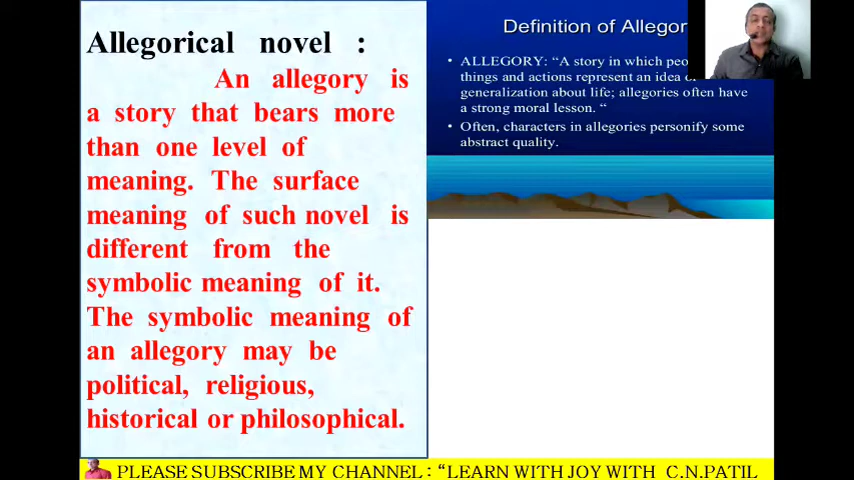 Allegorical novel :
An allegory is
a story that bears more
than one level of
meaning. The surface
meaning of such novel is
different from the
symbolic meaning of it.
The symbolic meaning of
an allegory may be
political, religious,
historical or philosophical.
Definition of Allegor
• ALLEGORY: “A story in which peo
things and actions represent an idea o
generalization about life; allegories often have
a strong moral lesson. “
• Often, characters in allegories personify some
abstract quality.
PLEASE SUBSCRIBE MY CHANNEL : “LEARN WITH JOY WITH C.N.PATIL